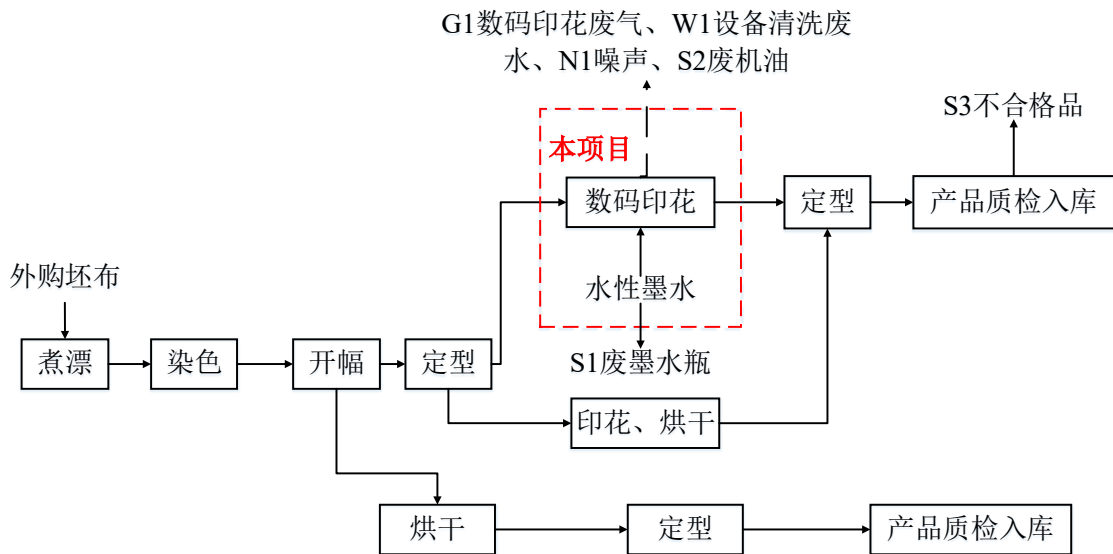 G1数码印花废气、W1设备清洗废
水、N1噪声、S2废机油
S3不合格品
本项目
数码印花
定型
产品质检入库
外购坯布
水性墨水
煮漂
染色
开幅
定型
S1废墨水瓶
印花、烘干
烘干
定型
产品质检入库